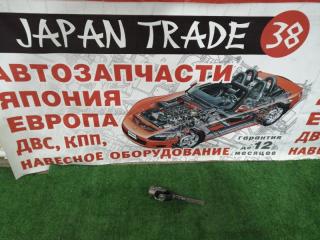 JAPAN TRADE 38
АВТОЗАПЧАСТИ
ЯПОНИЯ
ЕВРОПА
ДВС, КПП,
НАВЕСНОЕ ОБОРУДОВАНИЕ
гарантия
до 12
месяцев